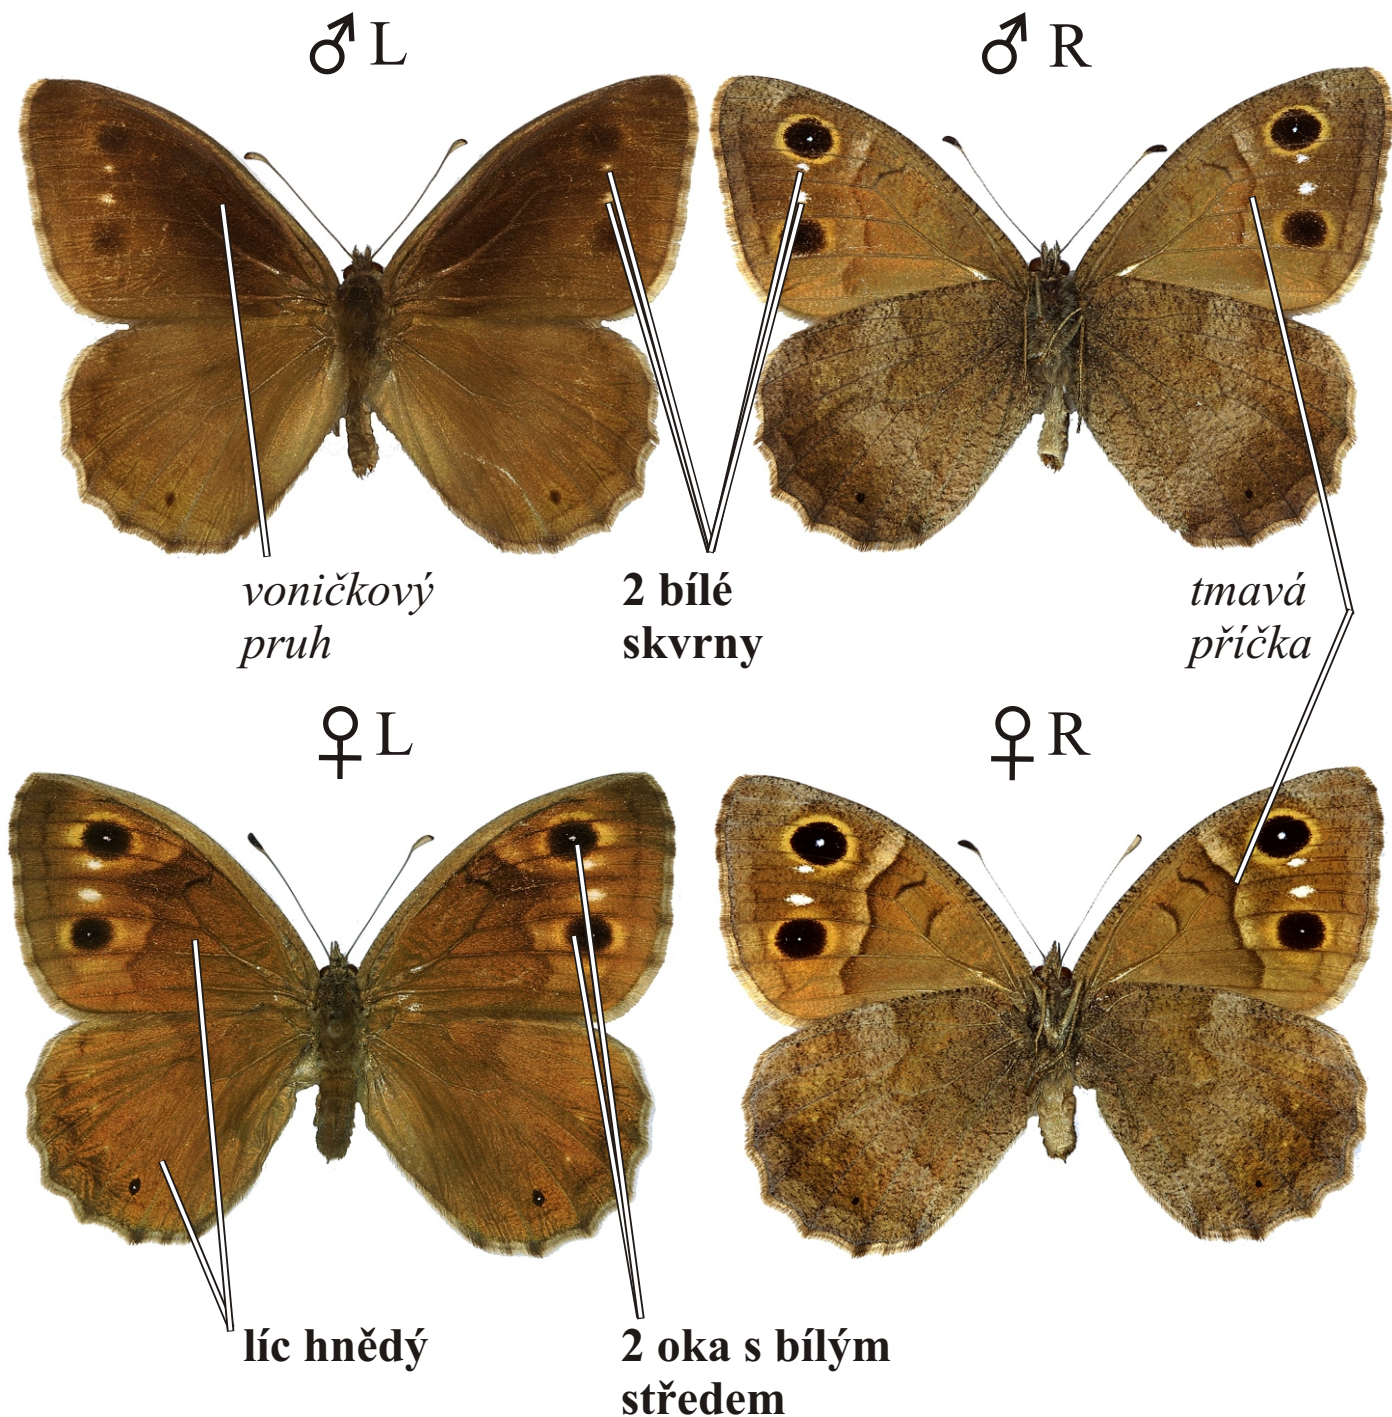 ♂ L
♂ R
voničkový
pruh
2 bílé
skvrny
tmavá
příčka
♀ L
♀ R
líc hnědý
2 oka s bílým
středem